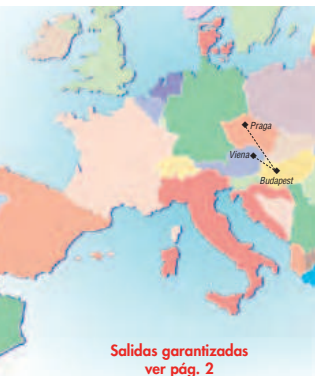 Praga
Viena
Budapest
Salidas garantizadas
ver pág. 2